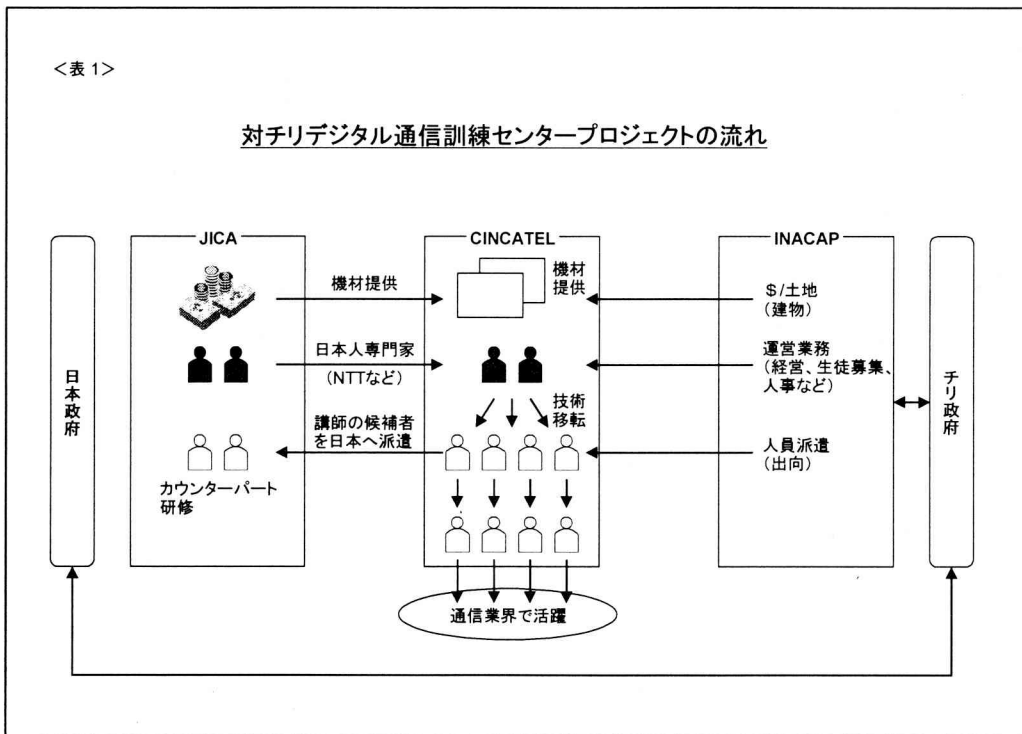 ＜表 1＞
対チリデジタル通信訓練センタープロジェクトの流れ
日本政府
JICA
機材提供
日本人専門家
(NTTなど)
講師の候補者
を日本へ派遣
カウンターパート
研修
CINCATEL
機材
提供
技術
移転
通信業界で活躍
INACAP
$/土地
(建物)
運営業務
(経営、生徒募集、
人事など)
人員派遣
(出向)
チリ政府